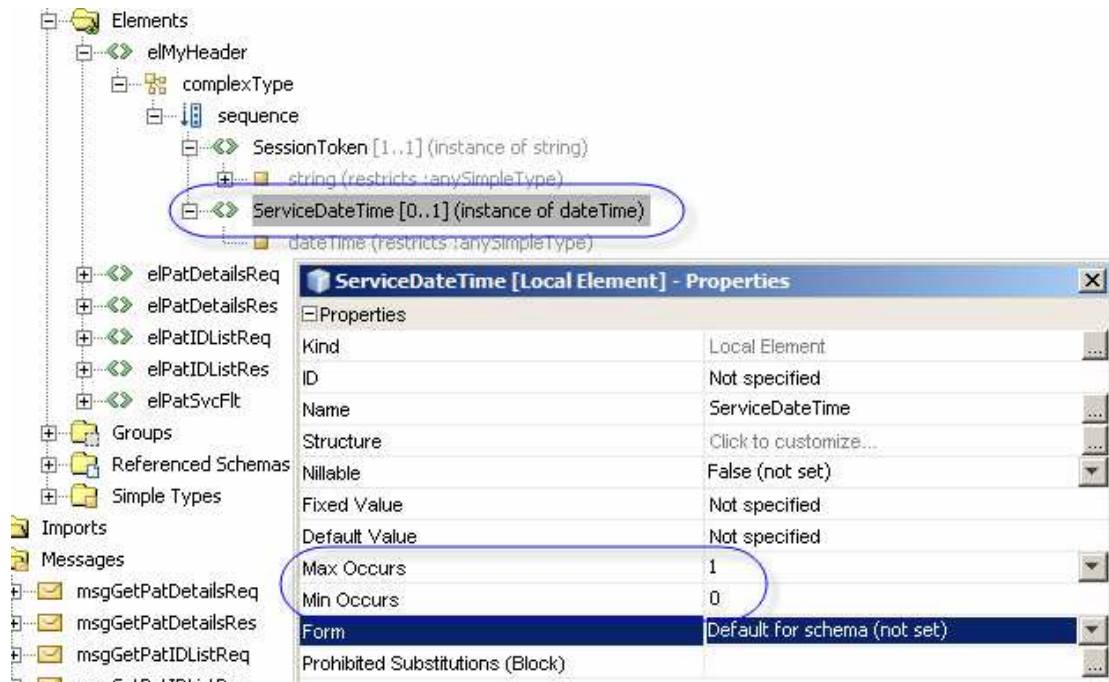 Elements
elMyHeader
complexType
sequence
SessionToken [1..1] (instance of string)
string (restricts :anySimpleType)
ServiceDateTime [0..1] (instance of dateTime)
dateTime (restricts :anySimpleType)
elPatDetailsReq
elPatDetailsRes
elPatIDListReq
elPatIDListRes
elPatSvcFlt
Groups
Referenced Schemas
Simple Types
Imports
Messages
msgGetPatDetailsReq
msgGetPatDetailsRes
msgGetPatIDListReq
ServiceDateTime [Local Element] - Properties
Properties
Kind Local Element ...
ID Not specified
Name ServiceDateTime ...
Structure Click to customize... ...
Nillable False (not set)
Fixed Value Not specified
Default Value Not specified
Max Occurs 1
Min Occurs 0
Form Default for schema (not set)
Prohibited Substitutions (Block) ...